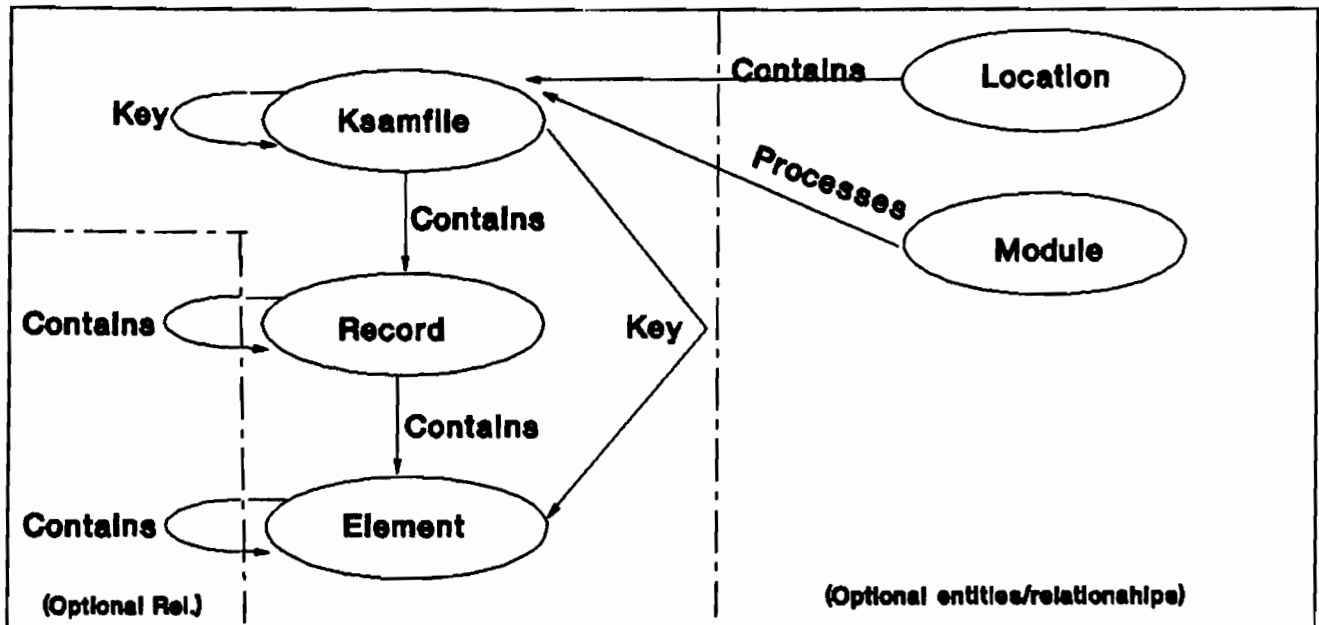 Contains
Location
Key
Ksamfile
Processes
Module
Contains
Contains
Record
Key
Contains
Contains
Element
(Optional Rel.)
(Optional entities/relationships)